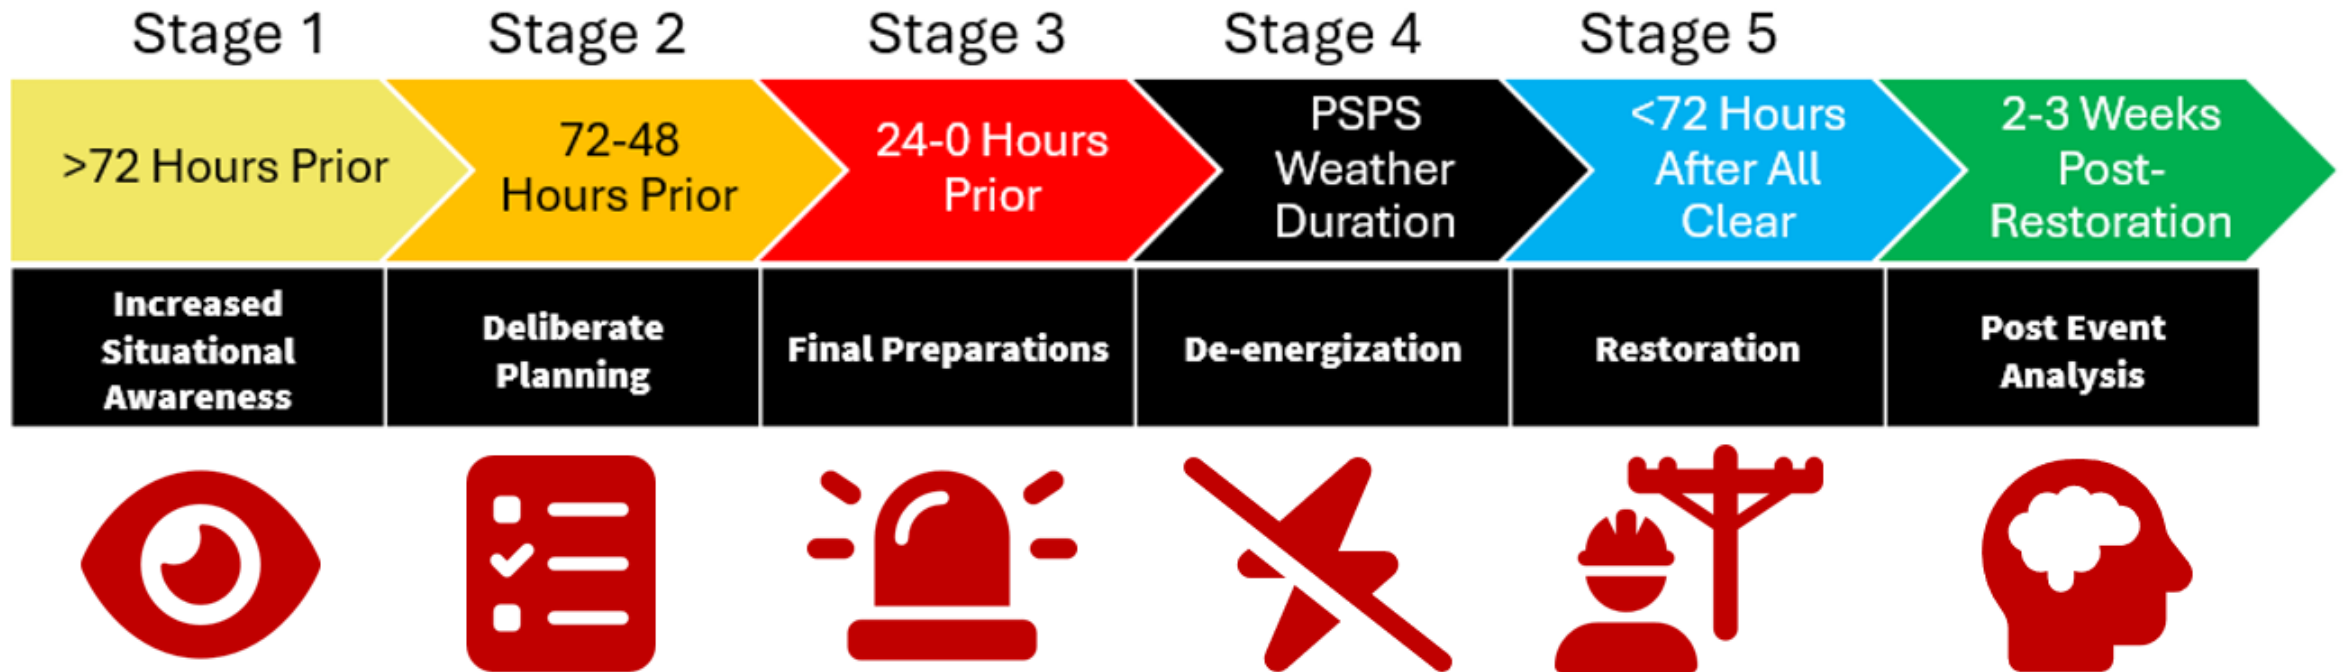 Stage 1
Stage 2
Stage 3
Stage 4
Stage 5
>72 Hours Prior
72-48
Hours Prior
24-0 Hours
Prior
PSPS
Weather
Duration
<72 Hours
After All
Clear
2-3 Weeks
Post-
Restoration
Increased
Situational
Awareness
Deliberate
Planning
Final Preparations
De-energization
Restoration
Post Event
Analysis